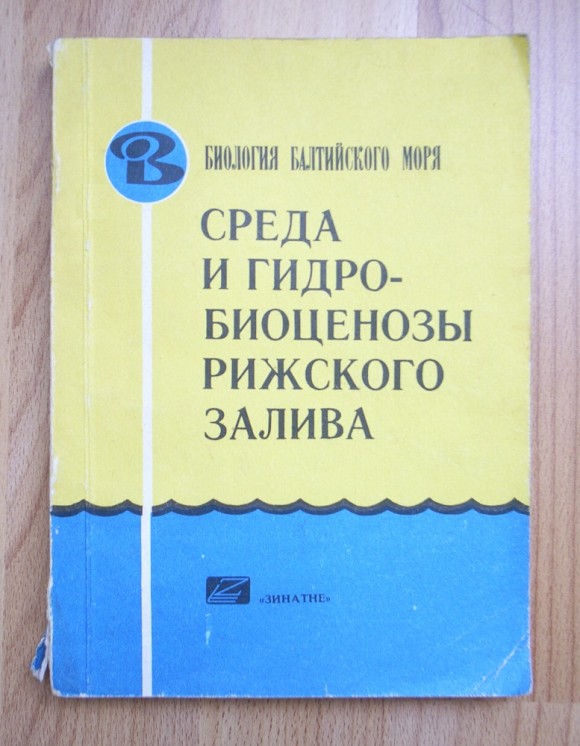 БИОЛОГИЯ БАЛТИЙСКОГО МОРЯ
СРЕДА
И ГИДРО-
БИОЦЕНОЗЫ
РИЖСКОГО
ЗАЛИВА
«ЗИНАТНЕ»